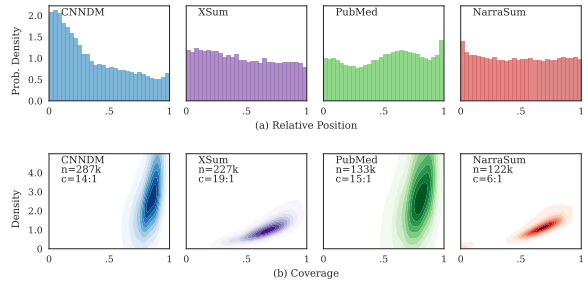 CNNDM XSum PubMed NarraSum
Prob. Density
2.0
1.5
1.0
0.5
0.0
0 .5 1 0 .5 1 0 .5 1 0 .5 1
(a) Relative Position
CNNDM XSum PubMed NarraSum
n=287k n=227k n=133k n=122k
c=14:1 c=19:1 c=15:1 c=6:1
Density
4.0
3.0
2.0
1.0
0
0 .5 1 0 .5 1 0 .5 1 0 .5 1
(b) Coverage